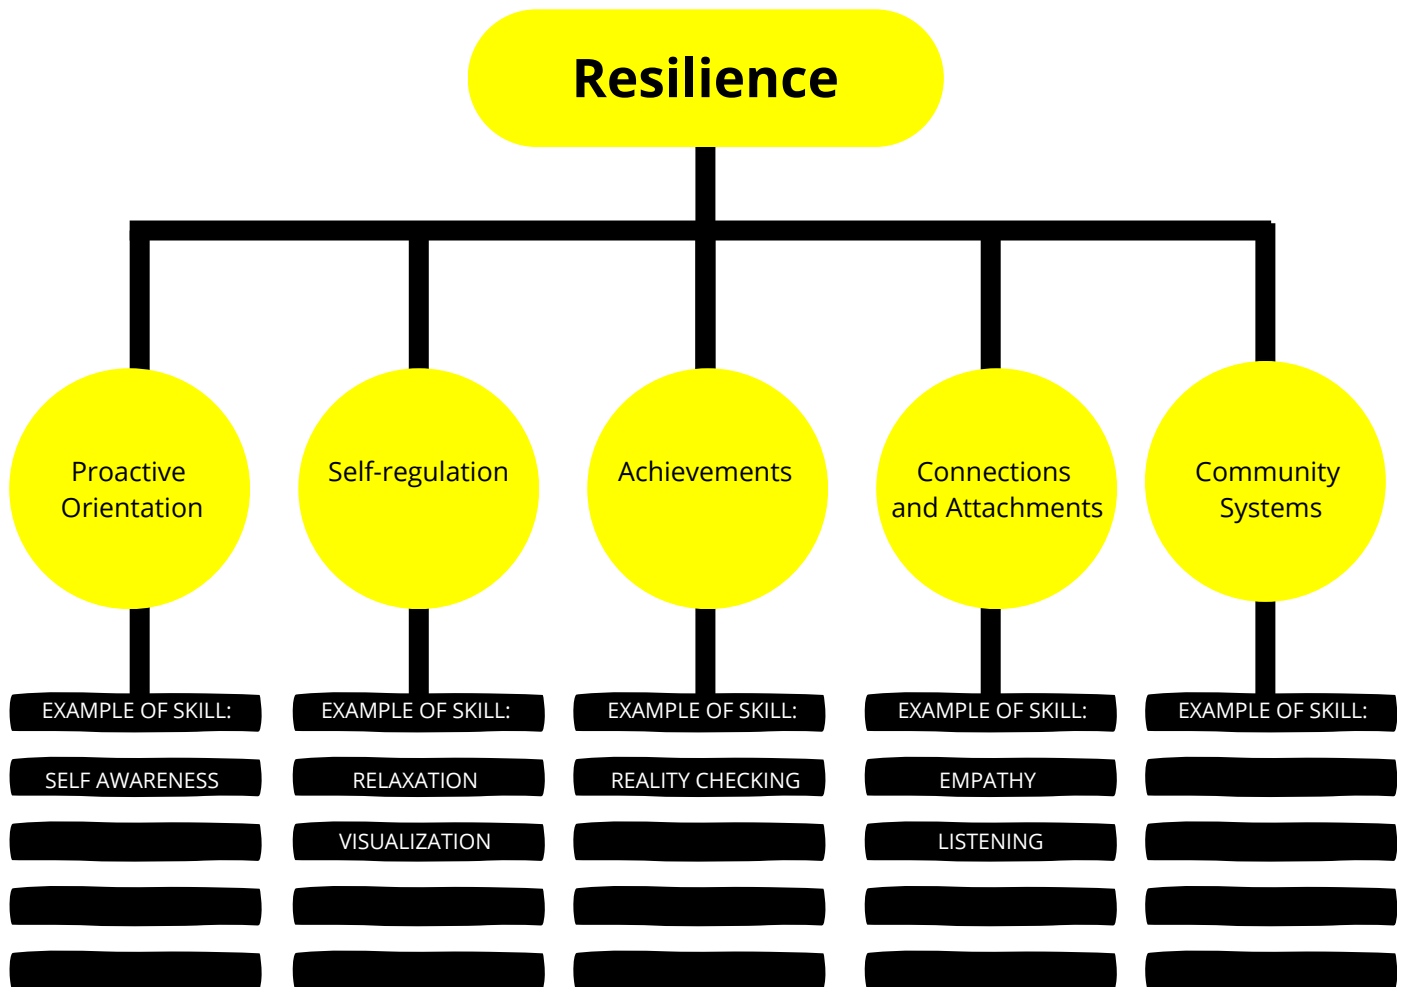 Resilience
Proactive
Orientation
Self-regulation
Achievements
Connections
and Attachments
Community
Systems
EXAMPLE OF SKILL:
SELF AWARENESS
EXAMPLE OF SKILL:
RELAXATION
VISUALIZATION
EXAMPLE OF SKILL:
REALITY CHECKING
EXAMPLE OF SKILL:
EMPATHY
LISTENING
EXAMPLE OF SKILL: